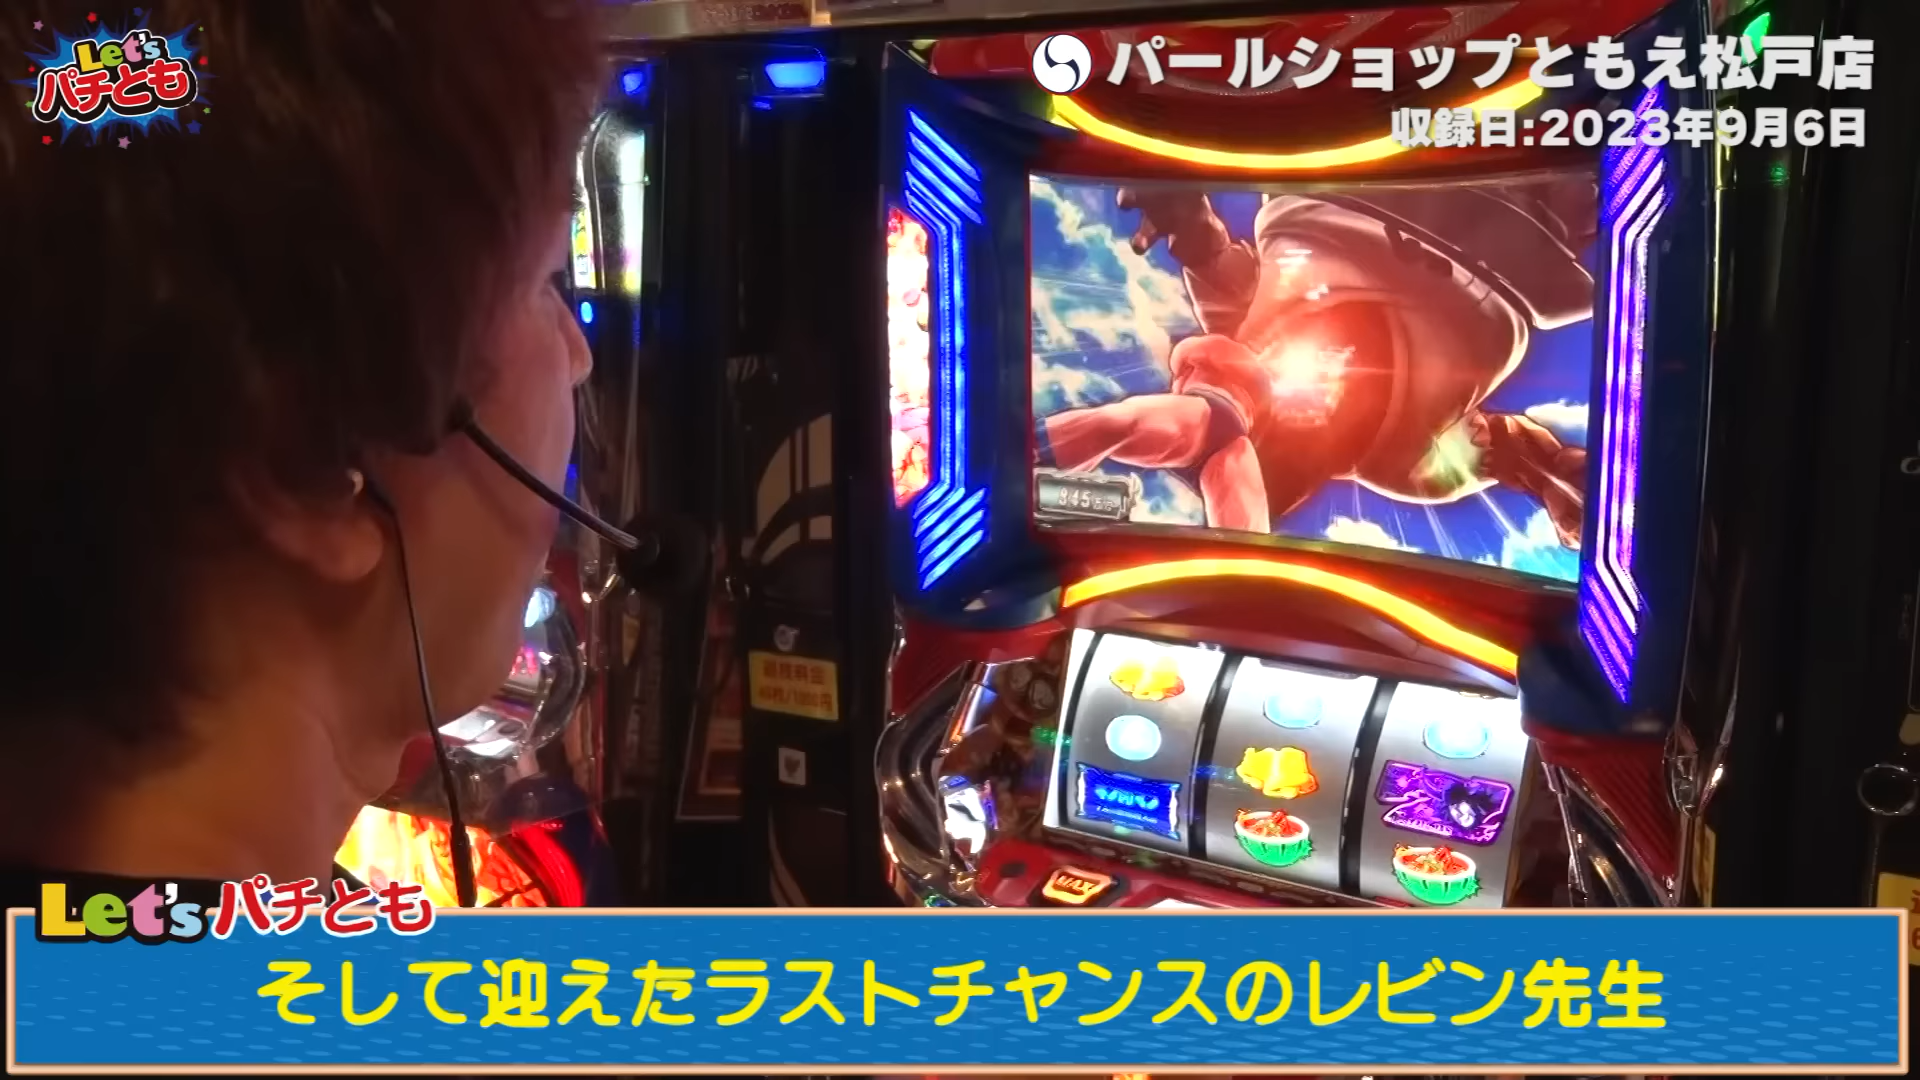 Let's
パチとも
パールショップともえ松戸店
収録日:2023年9月6日
MAX
Let'sパチとも
そして迎えたラストチャンスのレビン先生